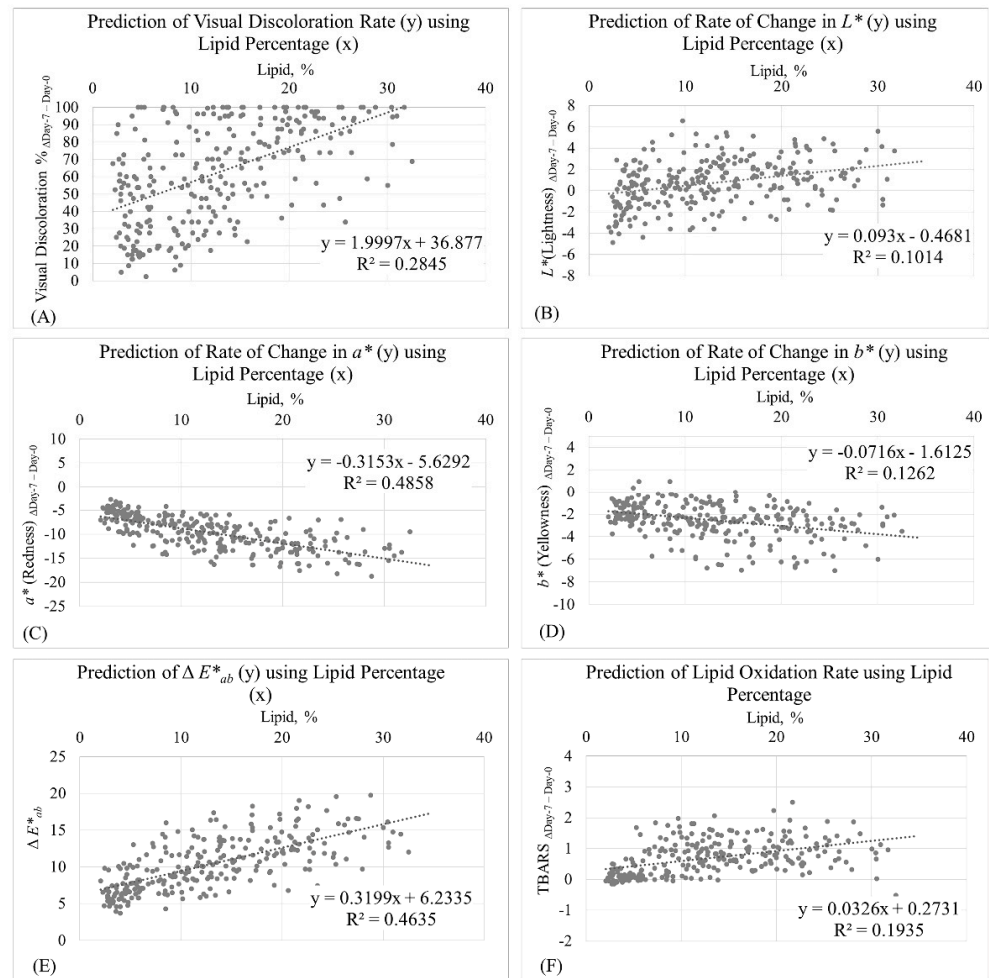 Prediction of Visual Discoloration Rate (y) using
Lipid Percentage (x)
Lipid, %
0 10 20 30 40
100
90
80
70
60
50
40
30
20
10
0
Visual Discoloration % ΔDay-7 – Day-0
y = 1.9997x + 36.877
R² = 0.2845
(A)
Prediction of Rate of Change in L* (y) using
Lipid Percentage (x)
Lipid, %
0 10 20 30 40
8
6
4
2
0
-2
-4
-6
-8
L*(Lightness) ΔDay-7 – Day-0
y = 0.093x - 0.4681
R² = 0.1014
(B)
Prediction of Rate of Change in a* (y) using
Lipid Percentage (x)
Lipid, %
0 10 20 30 40
10
5
0
-5
-10
-15
-20
-25
a* (Redness) ΔDay-7 – Day-0
y = -0.3153x - 5.6292
R² = 0.4858
(C)
Prediction of Rate of Change in b* (y) using
Lipid Percentage (x)
Lipid, %
0 10 20 30 40
4
2
0
-2
-4
-6
-8
-10
b* (Yellowness) ΔDay-7 – Day-0
y = -0.0716x - 1.6125
R² = 0.1262
(D)
Prediction of Δ E*ab (y) using Lipid Percentage
(x)
Lipid, %
0 10 20 30 40
25
20
15
10
5
0
Δ E*ab
y = 0.3199x + 6.2335
R² = 0.4635
(E)
Prediction of Lipid Oxidation Rate using Lipid
Percentage
Lipid, %
0 10 20 30 40
4
3
2
1
0
-1
-2
TBARS ΔDay-7 – Day-0
y = 0.0326x + 0.2731
R² = 0.1935
(F)